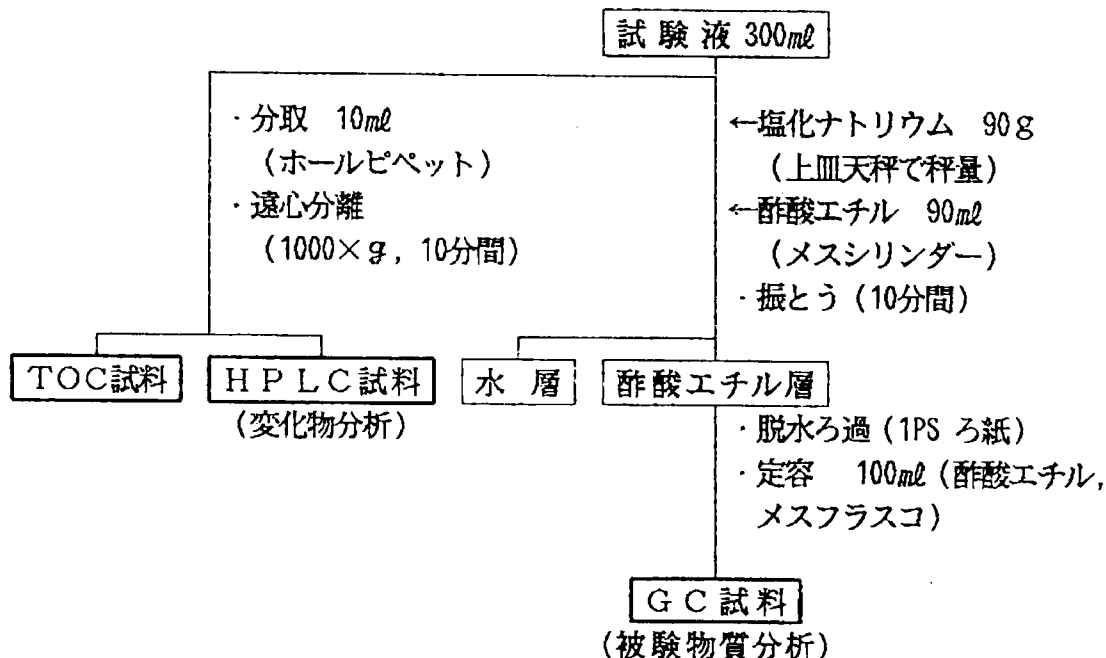 試験液 300㎖
・分取 10㎖
(ホールピペット)
・遠心分離
(1000×g, 10分間)
←塩化ナトリウム 90g
(上皿天秤で秤量)
←酢酸エチル 90㎖
(メスシリンダー)
・振とう(10分間)
TOC試料
HPLC試料
(変化物分析)
水層
酢酸エチル層
・脱水ろ過(1PS ろ紙)
・定容 100㎖(酢酸エチル,
メスフラスコ)
GC試料
(被験物質分析)